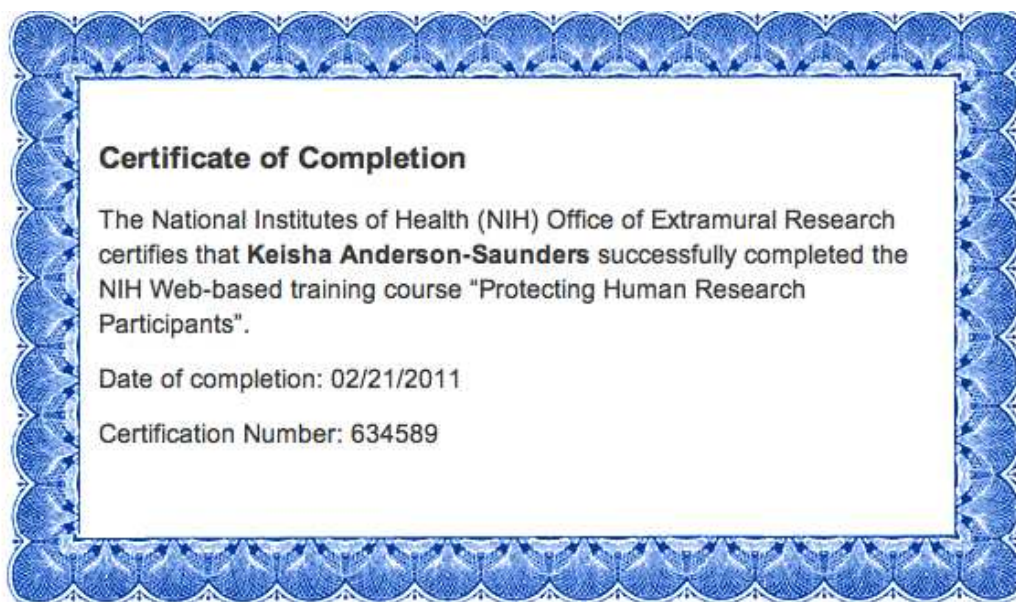 Certificate of Completion
The National Institutes of Health (NIH) Office of Extramural Research
certifies that Keisha Anderson-Saunders successfully completed the
NIH Web-based training course “Protecting Human Research
Participants”.
Date of completion: 02/21/2011
Certification Number: 634589